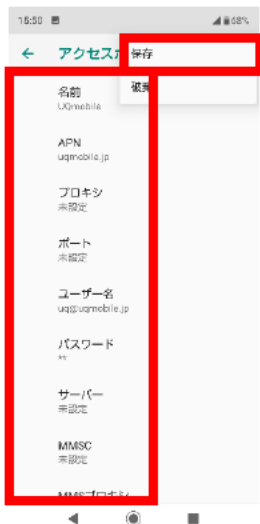 15:50
68%
アクセス
保存
破棄
名前
UQmobile
APN
uqmobile.jp
プロキシ
未設定
ポート
未設定
ユーザー名
uq@uqmobile.jp
パスワード
**
サーバー
未設定
MMSC
未設定
MMSプロキシ